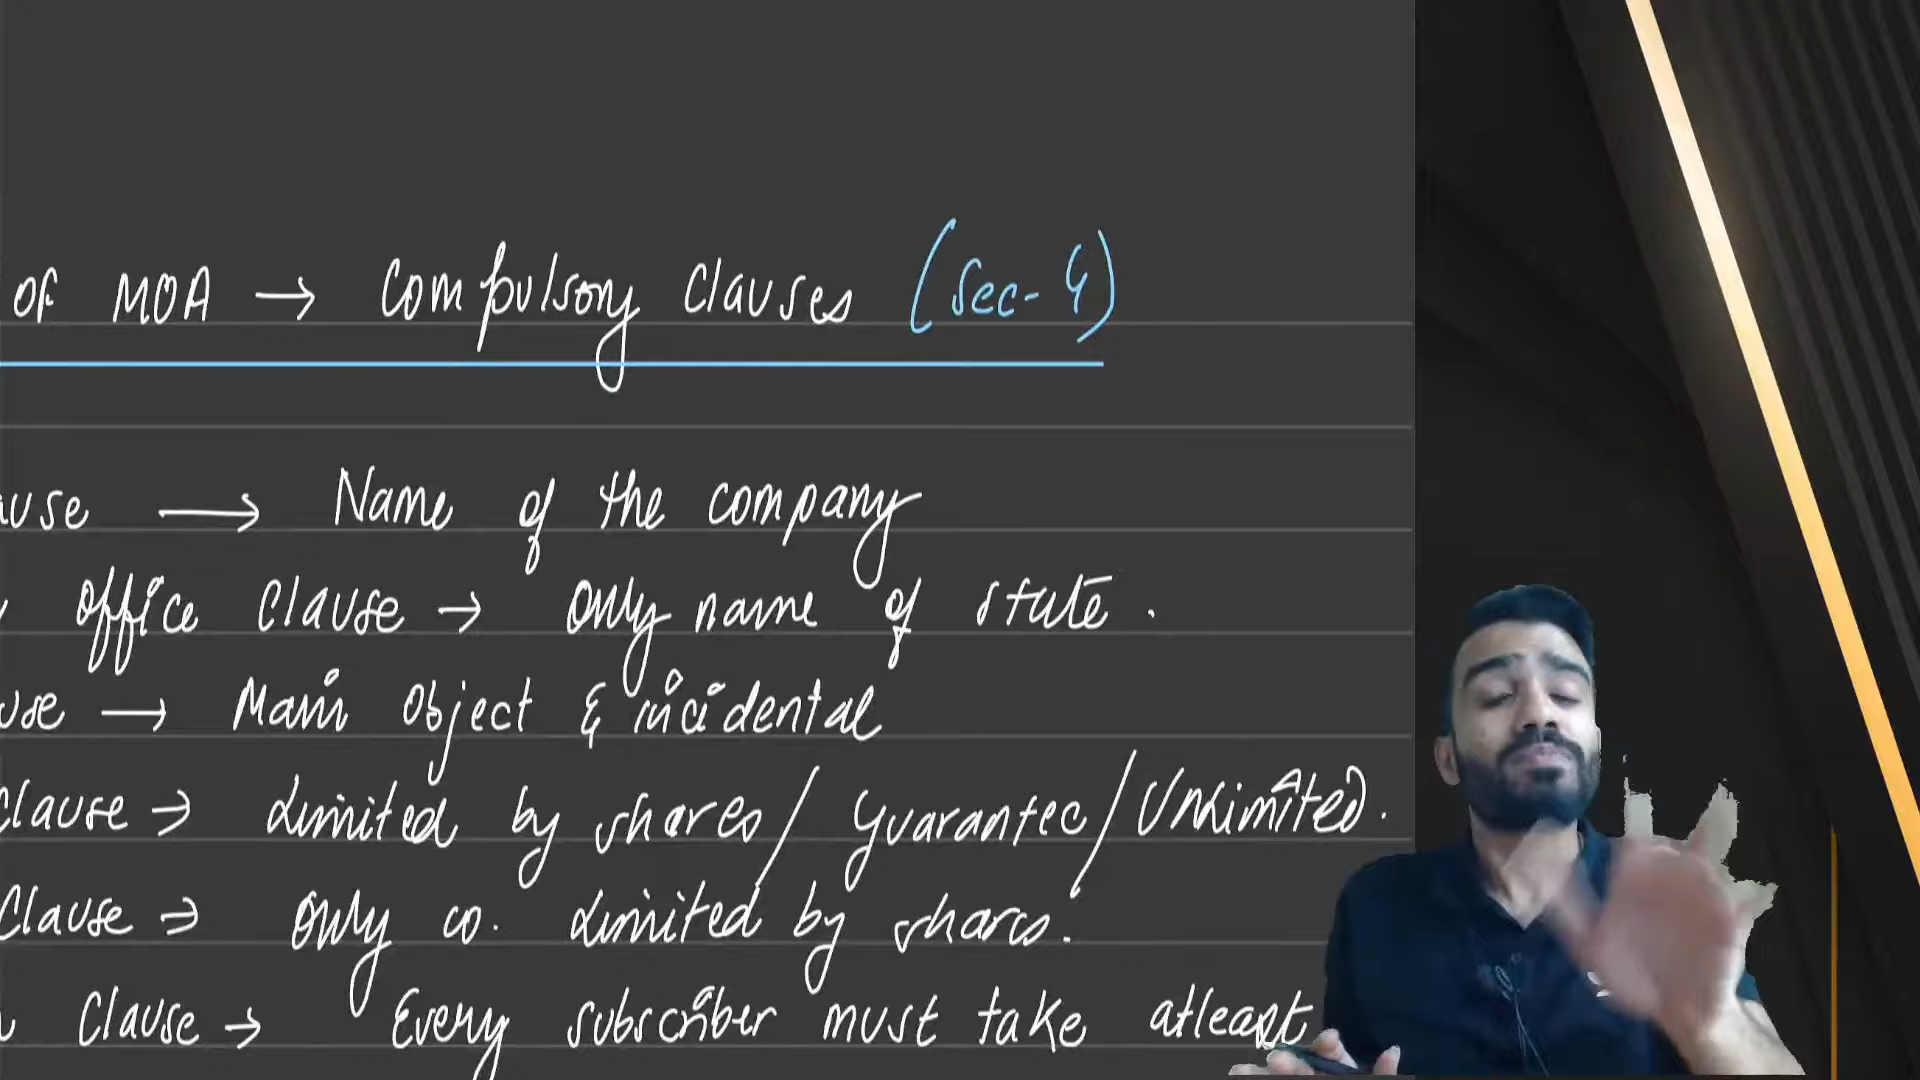 of MOA → Compulsory Clauses (Sec-4)
ause → Name of the company
office Clause → Only name of state.
use → Main Object & incidental
Clause → Limited by shares/ guarantee/Unlimited.
Clause → Only co. limited by shares.
Clause → Every subscriber must take atleast